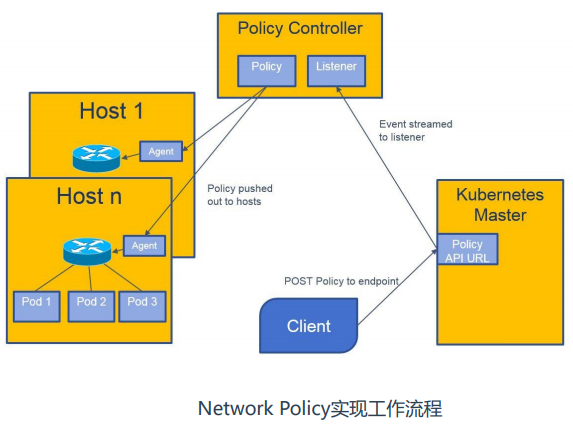 Policy Controller
Policy
Listener
Host 1
Agent
Event streamed
to listener
Host n
Policy pushed
out to hosts
Agent
Kubernetes
Master
Policy
API URL
POST Policy to endpoint
Pod 1
Pod 2
Pod 3
Client
Network Policy实现工作流程